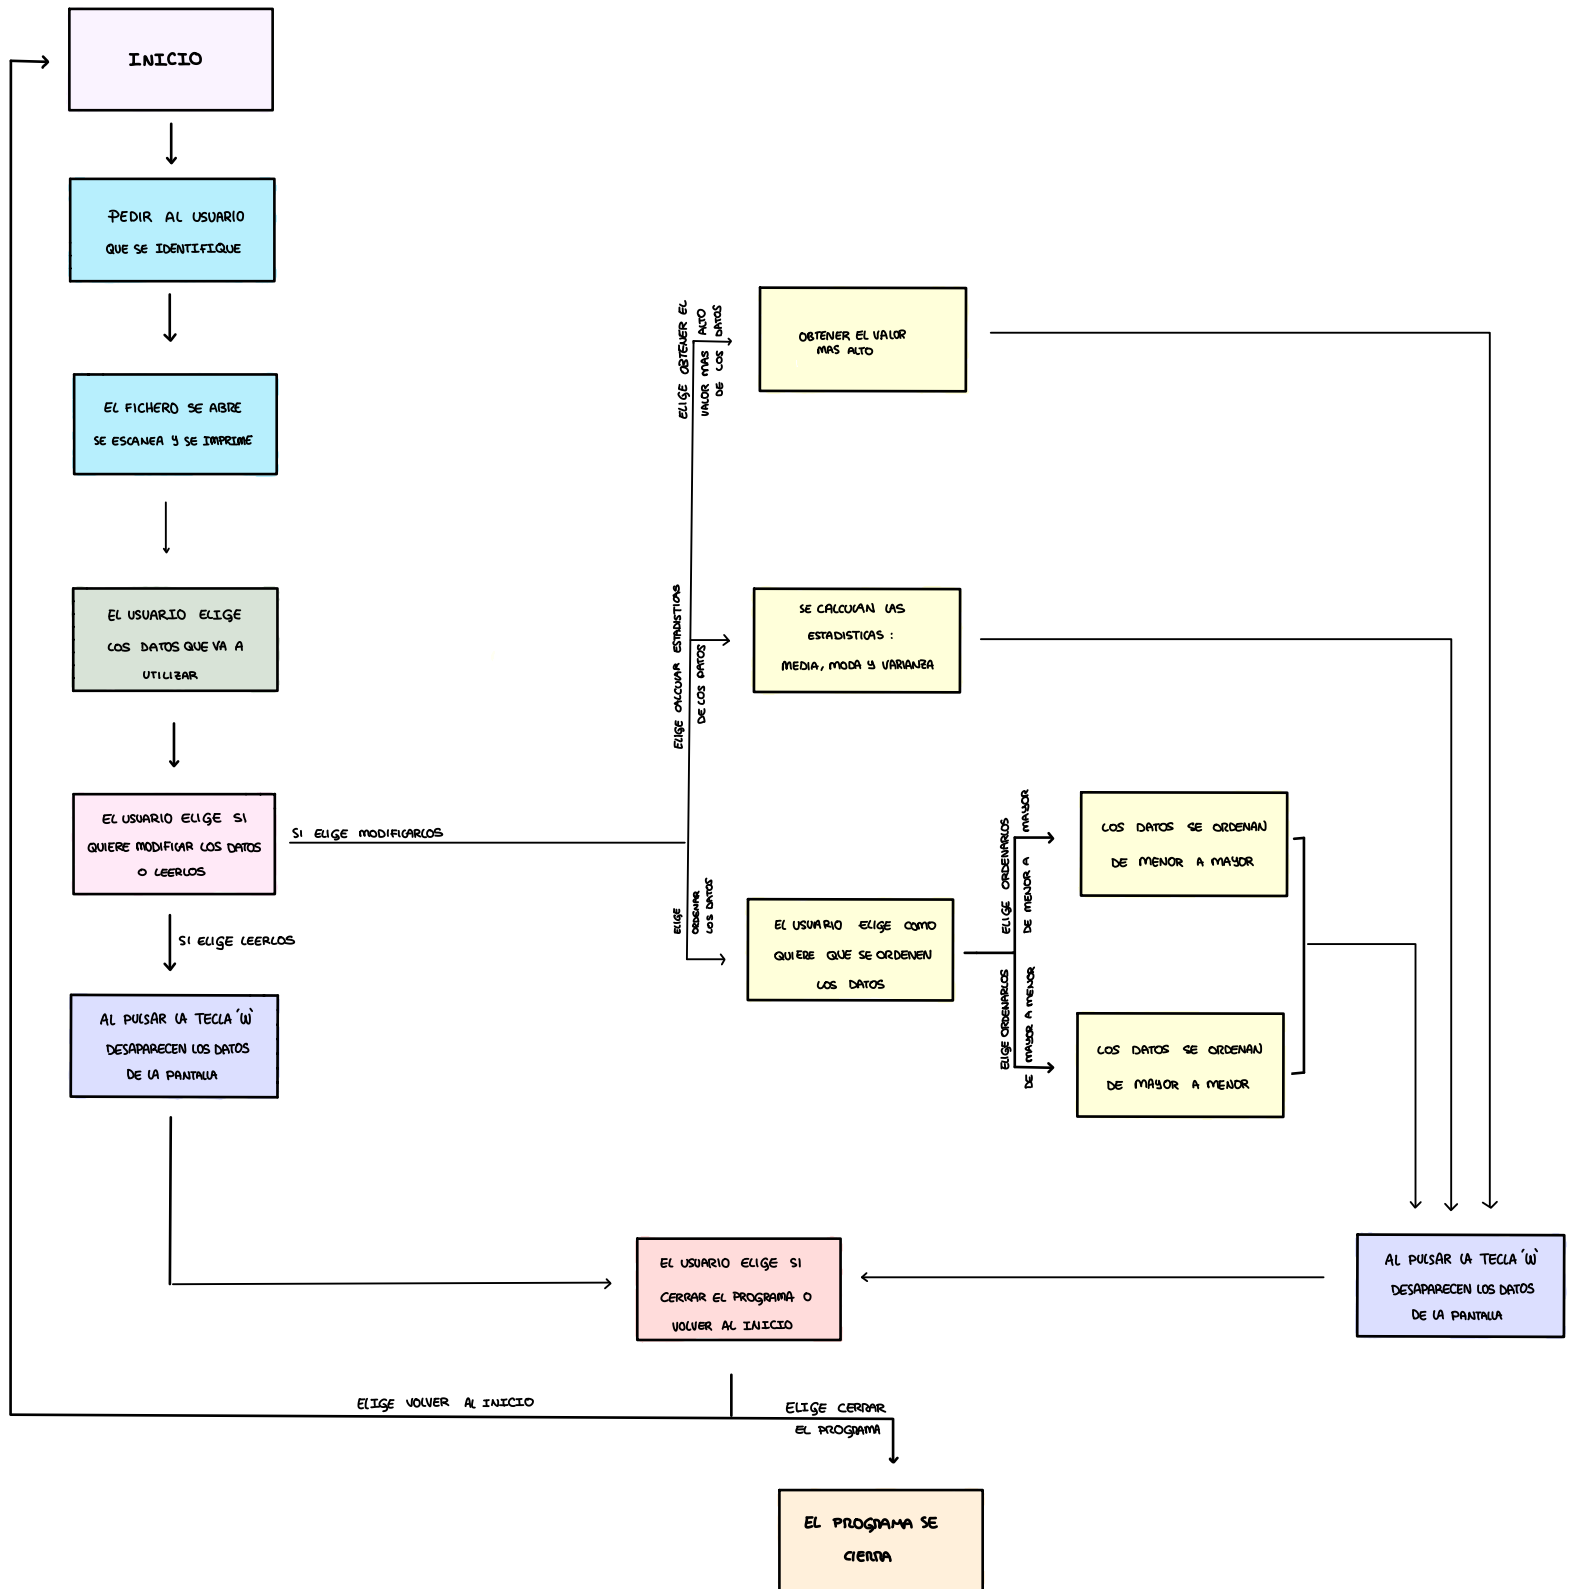 INICIO
PEDIR AL USUARIO
QUE SE IDENTIFIQUE
EL FICHERO SE ABRE
SE ESCANEA Y SE IMPRIME
EL USUARIO ELIGE
LOS DATOS QUE VA A
UTILIZAR
EL USUARIO ELIGE SI
QUIERE MODIFICAR LOS DATOS
O LEERLOS
SI ELIGE MODIFICARLOS
SI ELIGE LEERLOS
AL PULSAR LA TECLA ´W`
DESAPARECEN LOS DATOS
DE LA PANTALLA
ELIGE OBTENER EL
VALOR MAS ALTO
DE LOS DATOS
OBTENER EL VALOR
MAS ALTO
ELIGE CALCULAR ESTADISTICAS
DE LOS DATOS
SE CALCULAN LAS
ESTADISTICAS :
MEDIA, MODA Y VARIANZA
ELIGE
ORDENAR
LOS DATOS
EL USUARIO ELIGE COMO
QUIERE QUE SE ORDENEN
LOS DATOS
ELIGE ORDENARLOS
DE MENOR A MAYOR
LOS DATOS SE ORDENAN
DE MENOR A MAYOR
ELIGE ORDENARLOS
DE MAYOR A MENOR
LOS DATOS SE ORDENAN
DE MAYOR A MENOR
AL PULSAR LA TECLA ´W`
DESAPARECEN LOS DATOS
DE LA PANTALLA
EL USUARIO ELIGE SI
CERRAR EL PROGRAMA O
VOLVER AL INICIO
ELIGE VOLVER AL INICIO
ELIGE CERRAR
EL PROGRAMA
EL PROGRAMA SE
CIERRA